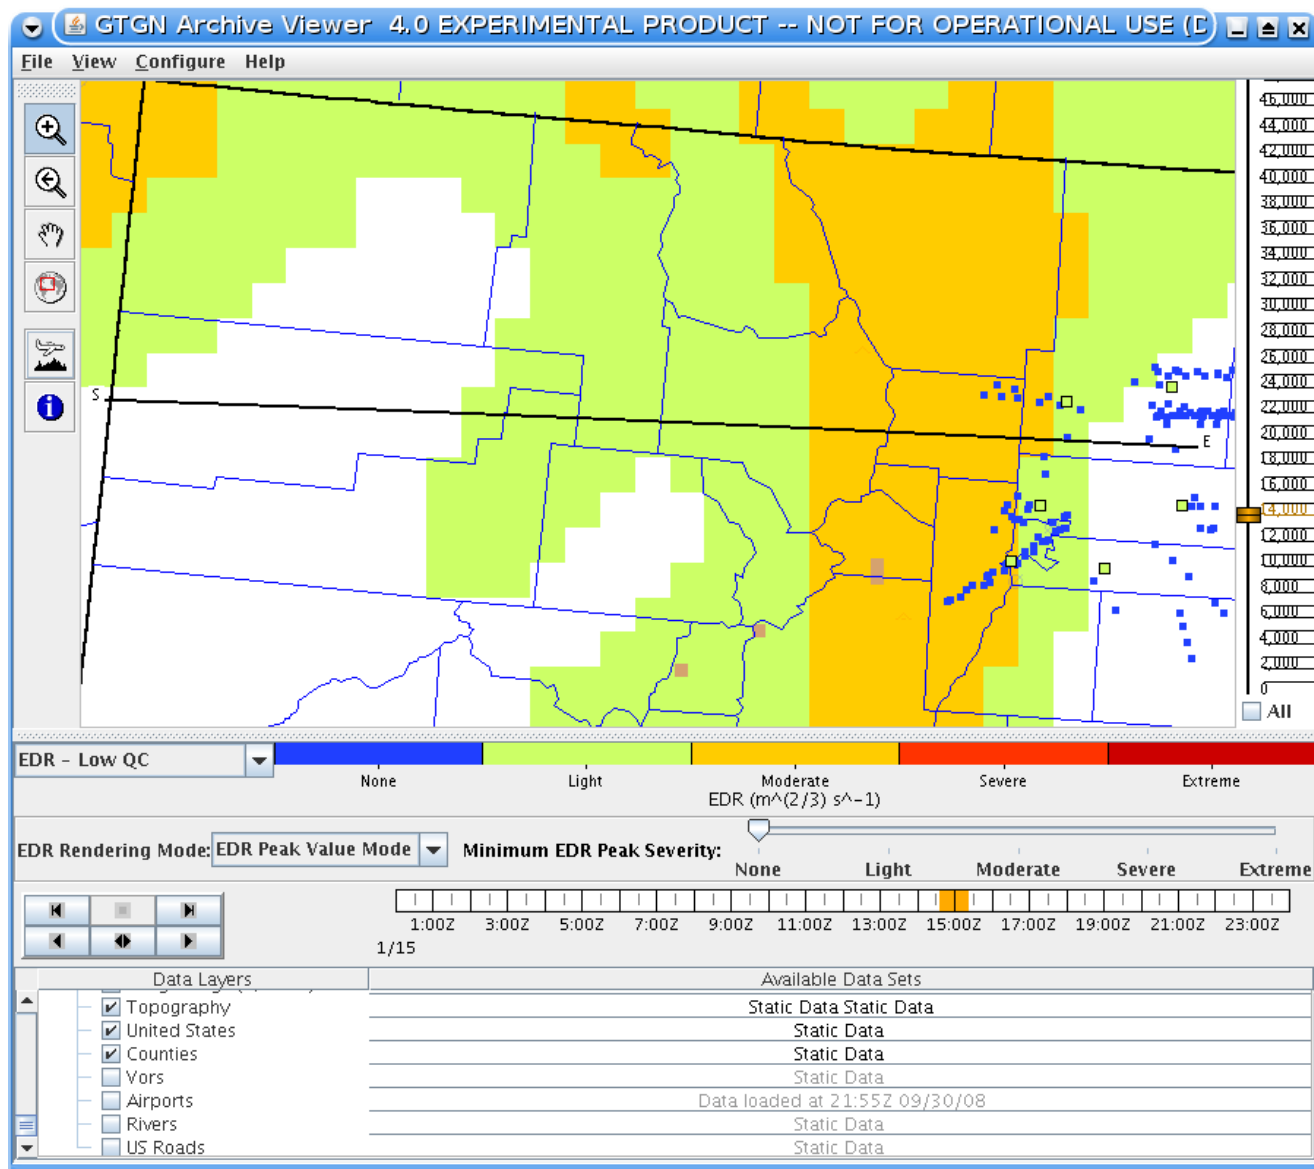 GTGN Archive Viewer 4.0 EXPERIMENTAL PRODUCT -- NOT FOR OPERATIONAL USE (D
File View Configure Help
46,000
44,000
42,000
40,000
38,000
36,000
34,000
32,000
30,000
28,000
26,000
24,000
22,000
20,000
18,000
16,000
14,000
12,000
10,000
8,000
6,000
4,000
2,000
0
S
E
All
EDR - Low QC
None Light Moderate Severe Extreme
EDR (m^(2/3) s^-1)
EDR Rendering Mode: EDR Peak Value Mode Minimum EDR Peak Severity:
None Light Moderate Severe Extreme
1:00Z 3:00Z 5:00Z 7:00Z 9:00Z 11:00Z 13:00Z 15:00Z 17:00Z 19:00Z 21:00Z 23:00Z
1/15
Data Layers Available Data Sets
Topography Static Data Static Data
United States Static Data
Counties Static Data
Vors Static Data
Airports Data loaded at 21:55Z 09/30/08
Rivers Static Data
US Roads Static Data